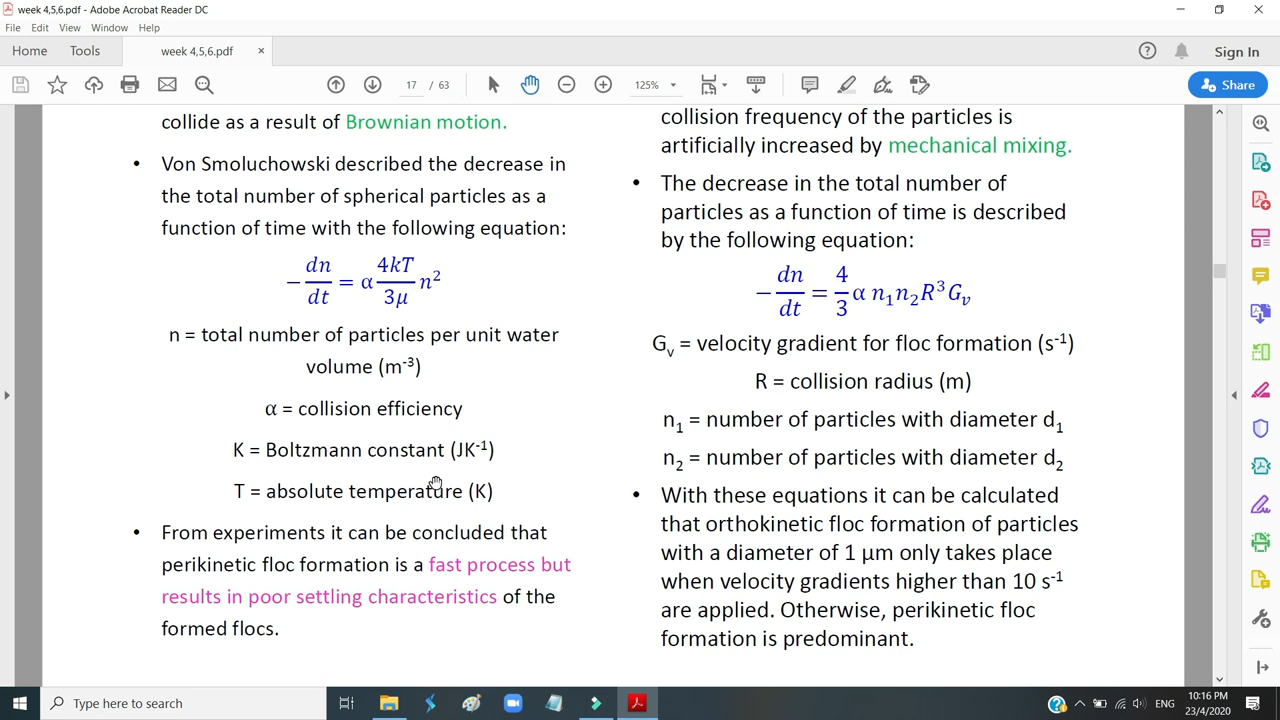 week 4,5,6.pdf - Adobe Acrobat Reader DC
File Edit View Window Help
Home Tools week 4,5,6.pdf × Sign In
17 / 63 125% Share
collide as a result of Brownian motion.
• Von Smoluchowski described the decrease in
the total number of spherical particles as a
function of time with the following equation:
− dn/dt = α 4kT/3μ n²
n = total number of particles per unit water
volume (m⁻³)
α = collision efficiency
K = Boltzmann constant (JK⁻¹)
T = absolute temperature (K)
• From experiments it can be concluded that
perikinetic floc formation is a fast process but
results in poor settling characteristics of the
formed flocs.
collision frequency of the particles is
artificially increased by mechanical mixing.
• The decrease in the total number of
particles as a function of time is described
by the following equation:
− dn/dt = 4/3 α n₁n₂R³Gᵥ
Gᵥ = velocity gradient for floc formation (s⁻¹)
R = collision radius (m)
n₁ = number of particles with diameter d₁
n₂ = number of particles with diameter d₂
• With these equations it can be calculated
that orthokinetic floc formation of particles
with a diameter of 1 μm only takes place
when velocity gradients higher than 10 s⁻¹
are applied. Otherwise, perikinetic floc
formation is predominant.
Type here to search
ENG
10:16 PM
23/4/2020